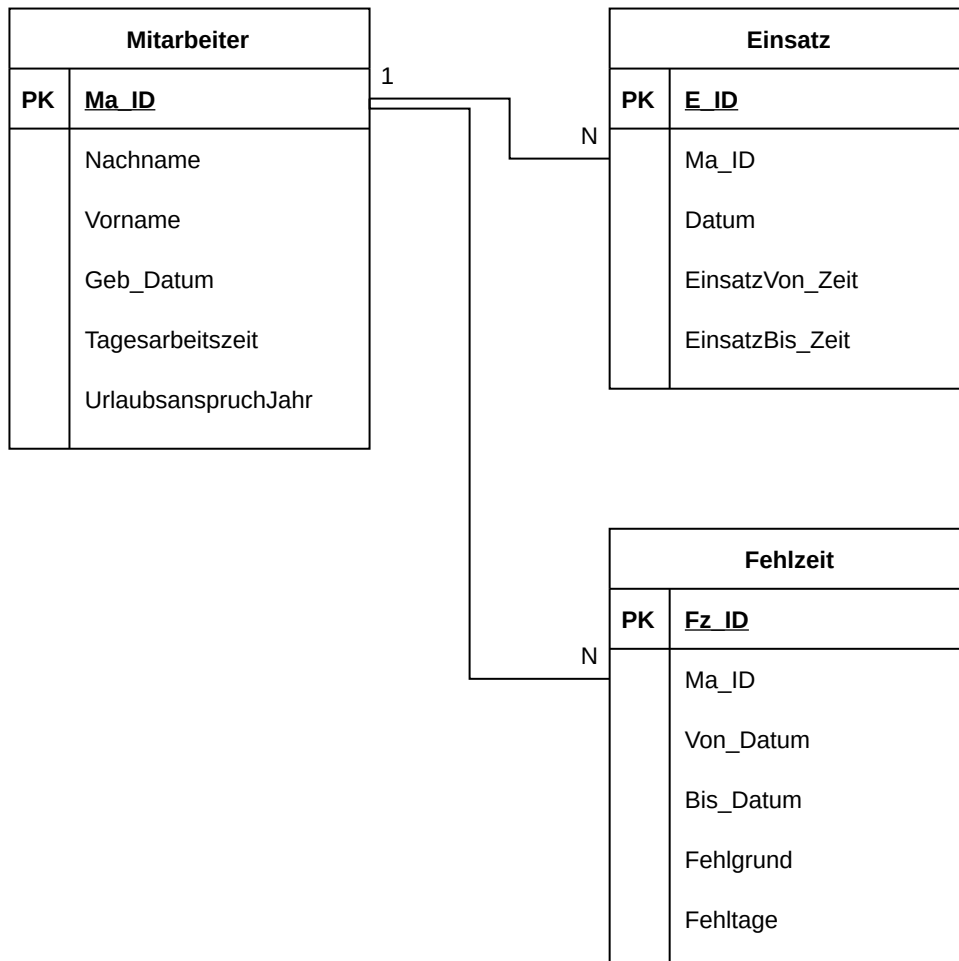 Mitarbeiter
PK Ma_ID
Nachname
Vorname
Geb_Datum
Tagesarbeitszeit
UrlaubsanspruchJahr
1
N
Einsatz
PK E_ID
Ma_ID
Datum
EinsatzVon_Zeit
EinsatzBis_Zeit
N
Fehlzeit
PK Fz_ID
Ma_ID
Von_Datum
Bis_Datum
Fehlgrund
Fehltage